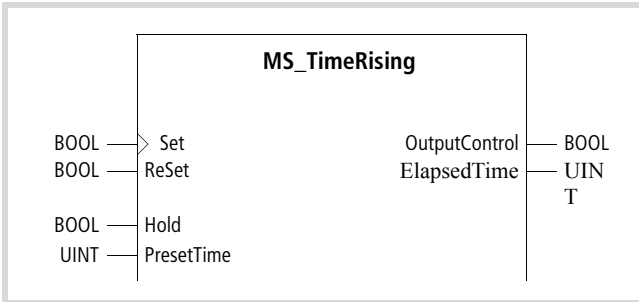 MS_TimeRising
BOOL Set OutputControl BOOL
BOOL ReSet ElapsedTime UIN
T
BOOL Hold
UINT PresetTime